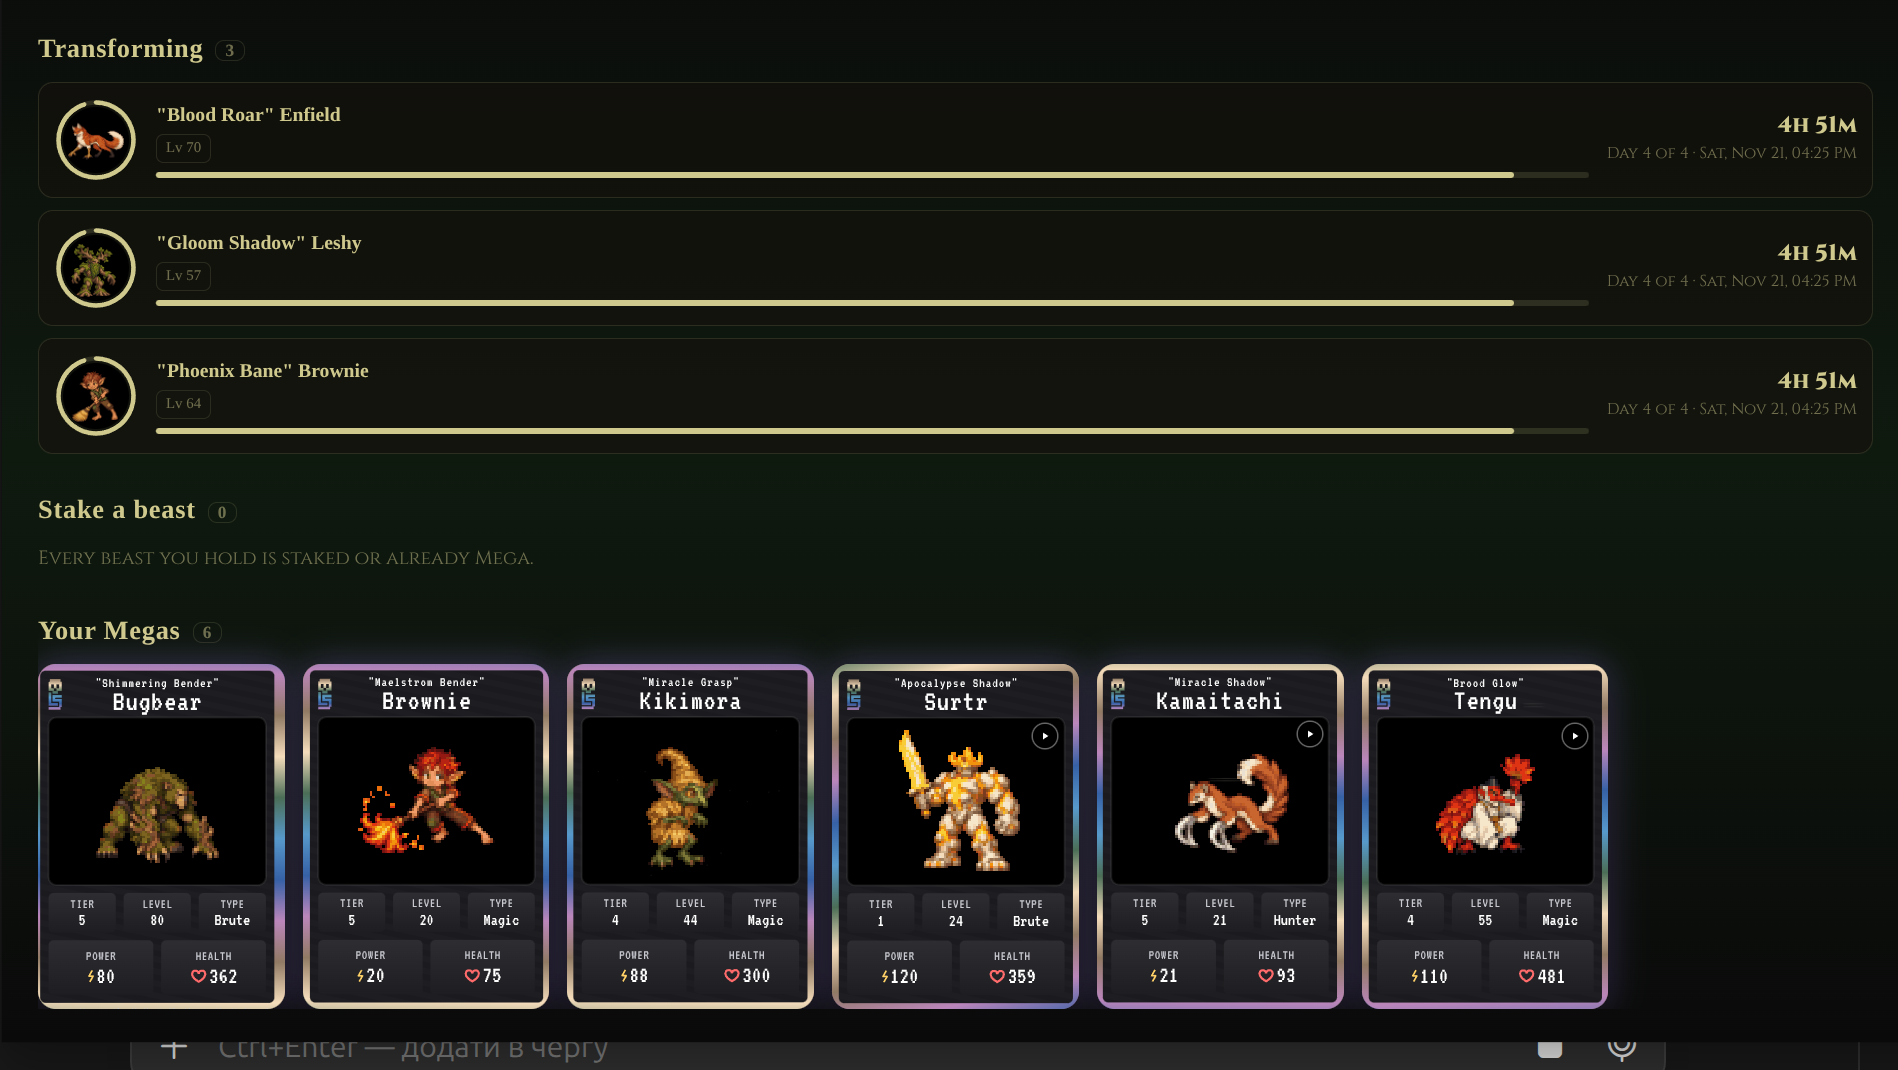 Transforming 3
"Blood Roar" Enfield
Lv 70
4H 51M
Day 4 of 4 · Sat, Nov 21, 04:25 PM
"Gloom Shadow" Leshy
Lv 57
4H 51M
Day 4 of 4 · Sat, Nov 21, 04:25 PM
"Phoenix Bane" Brownie
Lv 64
4H 51M
Day 4 of 4 · Sat, Nov 21, 04:25 PM
Stake a beast 0
Every beast you hold is staked or already Mega.
Your Megas 6
"Shimmering Bender"
Bugbear
TIER LEVEL TYPE
5 80 Brute
POWER HEALTH
80 362
"Maelstrom Bender"
Brownie
TIER LEVEL TYPE
5 20 Magic
POWER HEALTH
20 75
"Miracle Grasp"
Kikimora
TIER LEVEL TYPE
4 44 Magic
POWER HEALTH
88 300
"Apocalypse Shadow"
Surtr
TIER LEVEL TYPE
1 24 Brute
POWER HEALTH
120 359
"Miracle Shadow"
Kamaitachi
TIER LEVEL TYPE
5 21 Hunter
POWER HEALTH
21 93
"Brood Glow"
Tengu
TIER LEVEL TYPE
4 55 Magic
POWER HEALTH
110 481
Ctrl+Enter — додати в чергу